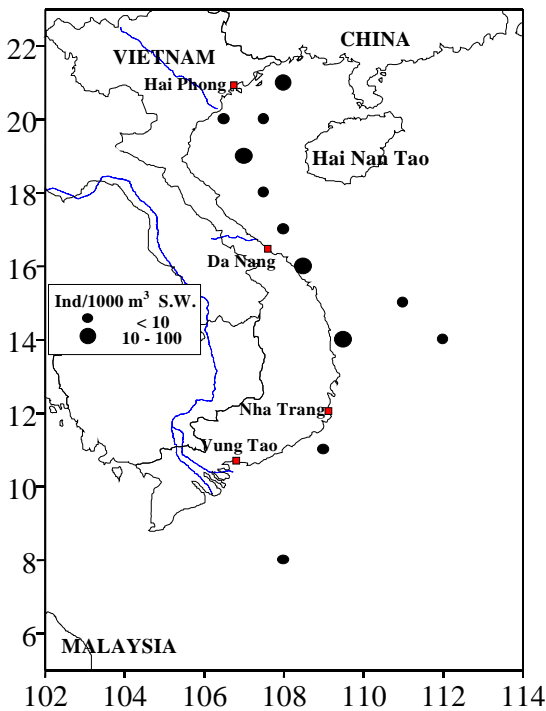 22
CHINA
VIETNAM
Hai Phong
20
Hai Nan Tao
18
Da Nang
16
Ind/1000 m³ S.W.
< 10
10 - 100
14
Nha Trang
12
Vung Tao
10
8
6
MALAYSIA
102 104 106 108 110 112 114